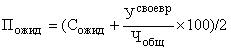 Пожид = (Сожид + Усвоевр / Чобщ × 100)/2